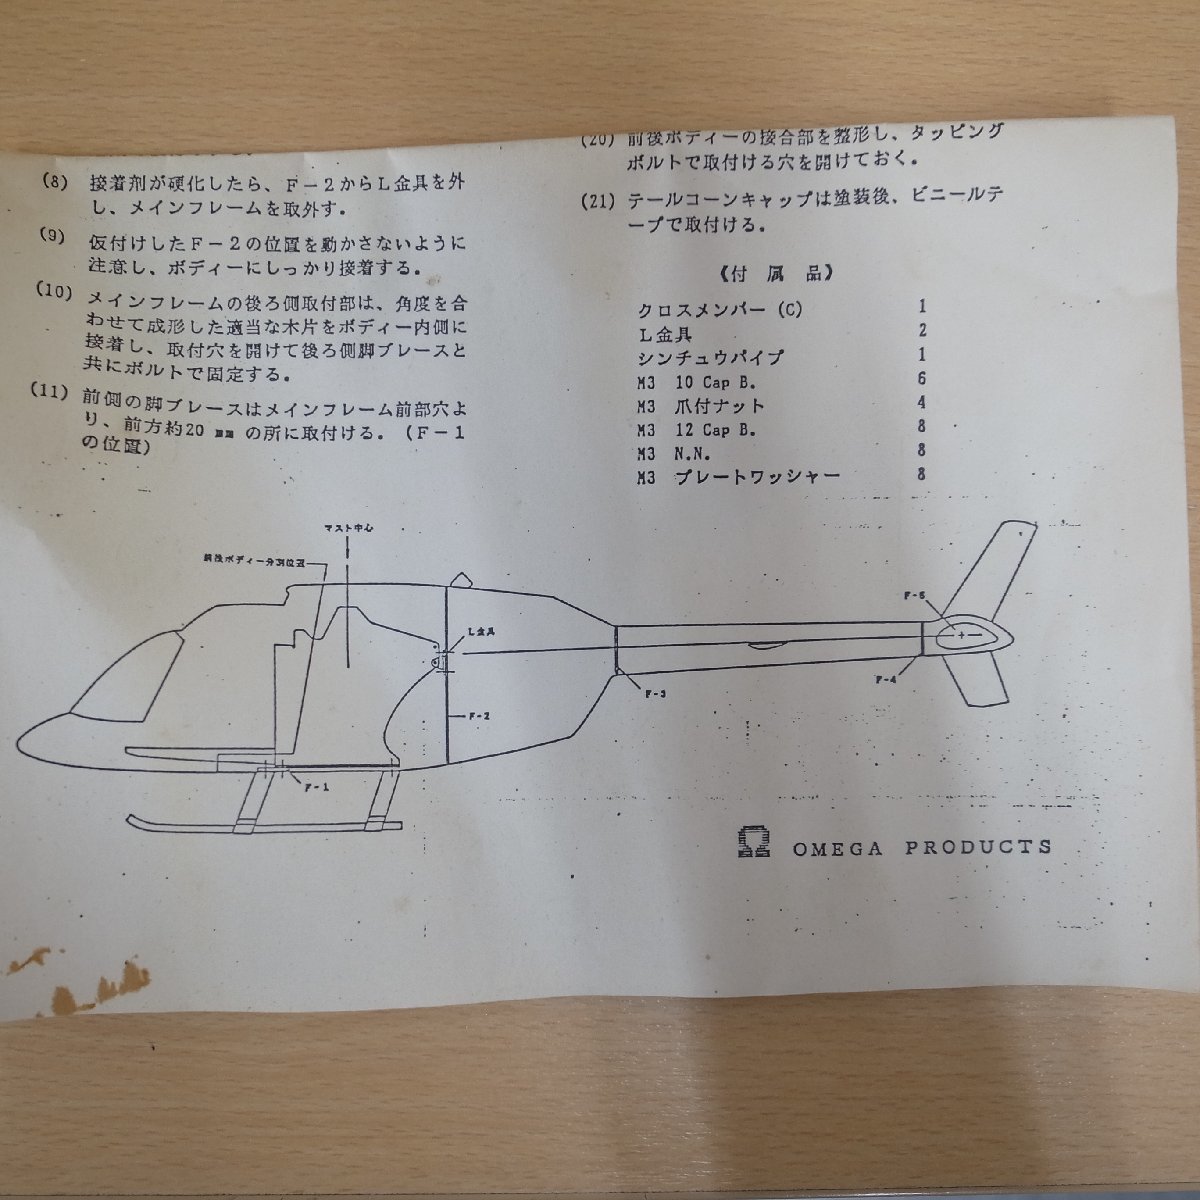 (8) 接着剤が硬化したら、F－2からL金具を外
し、メインフレームを取外す。
(9) 仮付けしたF－2の位置を動かさないように
注意し、ボディーにしっかり接着する。
(10) メインフレームの後ろ側取付部は、角度を合
わせて成形した適当な木片をボディー内側に
接着し、取付穴を開けて後ろ側脚ブレースと
共にボルトで固定する。
(11) 前側の脚ブレースはメインフレーム前部穴よ
り、前方約20 mm の所に取付ける。(F－1
の位置)
(20) 前後ボディーの接合部を整形し、タッピング
ボルトで取付ける穴を開けておく。
(21) テールコーンキャップは塗装後、ビニールテ
ープで取付ける。
《付 属 品》
クロスメンバー (C) 1
L金具 2
シンチュウパイプ 1
M3 10 Cap B. 6
M3 爪付ナット 4
M3 12 Cap B. 8
M3 N.N. 8
M3 プレートワッシャー 8
マスト中心
前後ボディー分割位置
L金具
F-5
F-4
F-3
F-2
F-1
Ω OMEGA PRODUCTS